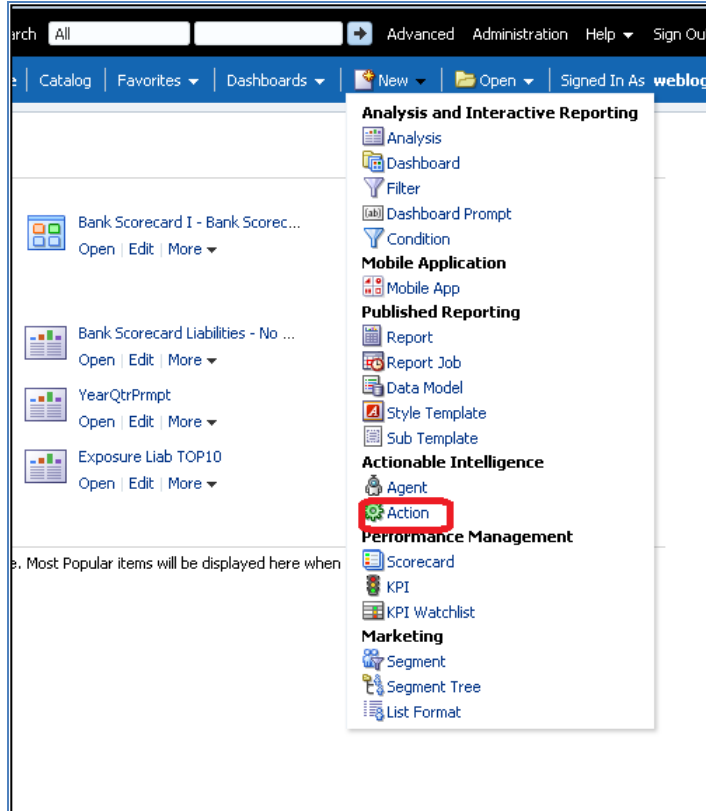 arch All Advanced Administration Help Sign Ou
e Catalog Favorites Dashboards New Open Signed In As weblog
Analysis and Interactive Reporting
Analysis
Dashboard
Filter
Dashboard Prompt
Condition
Mobile Application
Mobile App
Published Reporting
Report
Report Job
Data Model
Style Template
Sub Template
Actionable Intelligence
Agent
Action
Performance Management
Scorecard
KPI
KPI Watchlist
Marketing
Segment
Segment Tree
List Format
Bank Scorecard I - Bank Scorec...
Open | Edit | More
Bank Scorecard Liabilities - No ...
Open | Edit | More
YearQtrPrmpt
Open | Edit | More
Exposure Liab TOP10
Open | Edit | More
e. Most Popular items will be displayed here when